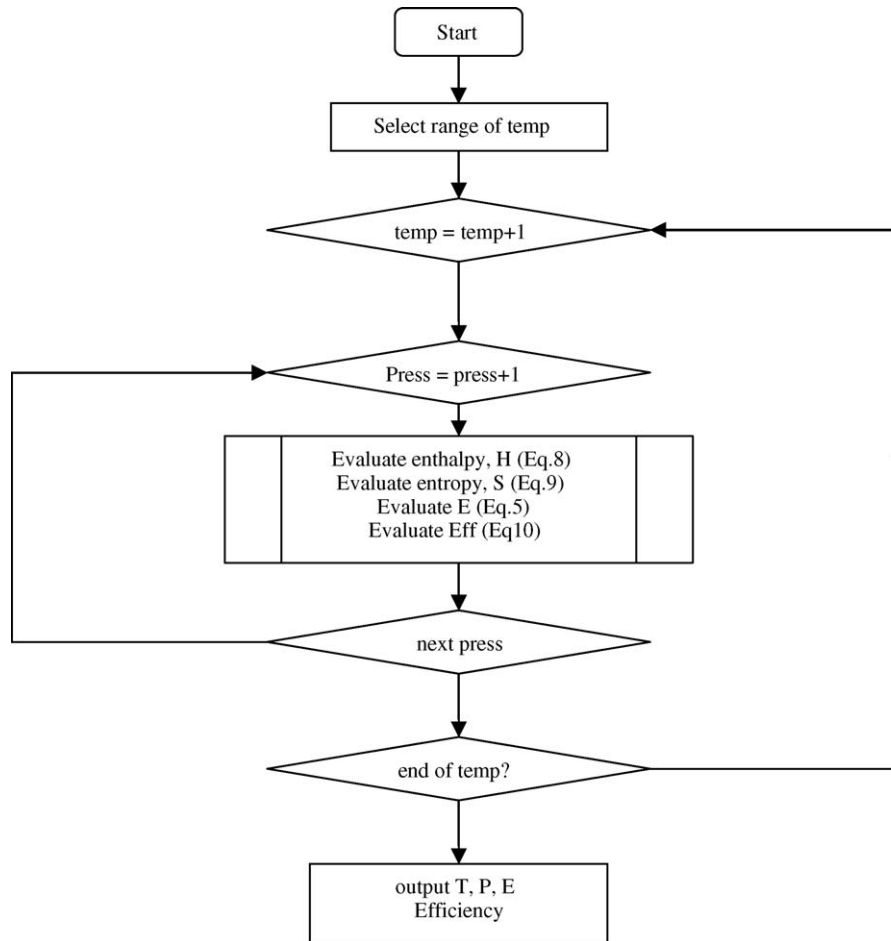 Start
Select range of temp
temp = temp+1
Press = press+1
Evaluate enthalpy, H (Eq.8)
Evaluate entropy, S (Eq.9)
Evaluate E (Eq.5)
Evaluate Eff (Eq10)
next press
end of temp?
output T, P, E
Efficiency